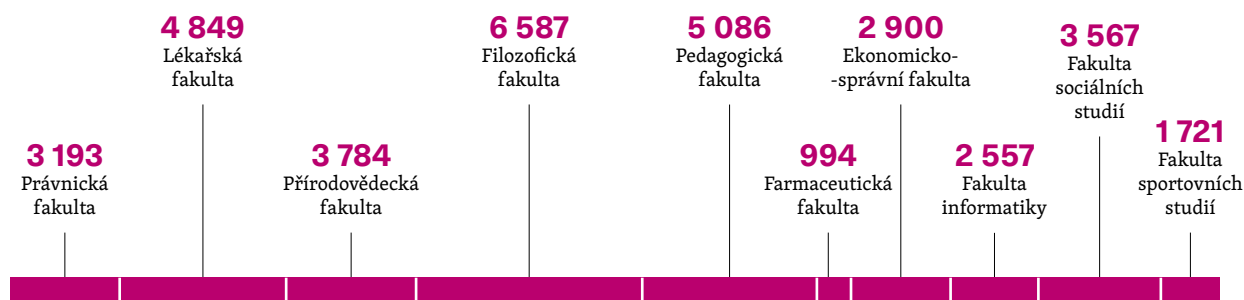 3 193
Právnická
fakulta
4 849
Lékařská
fakulta
3 784
Přírodovědecká
fakulta
6 587
Filozofická
fakulta
5 086
Pedagogická
fakulta
994
Farmaceutická
fakulta
2 900
Ekonomicko-
-správní fakulta
2 557
Fakulta
informatiky
3 567
Fakulta
sociálních
studií
1 721
Fakulta
sportovních
studií